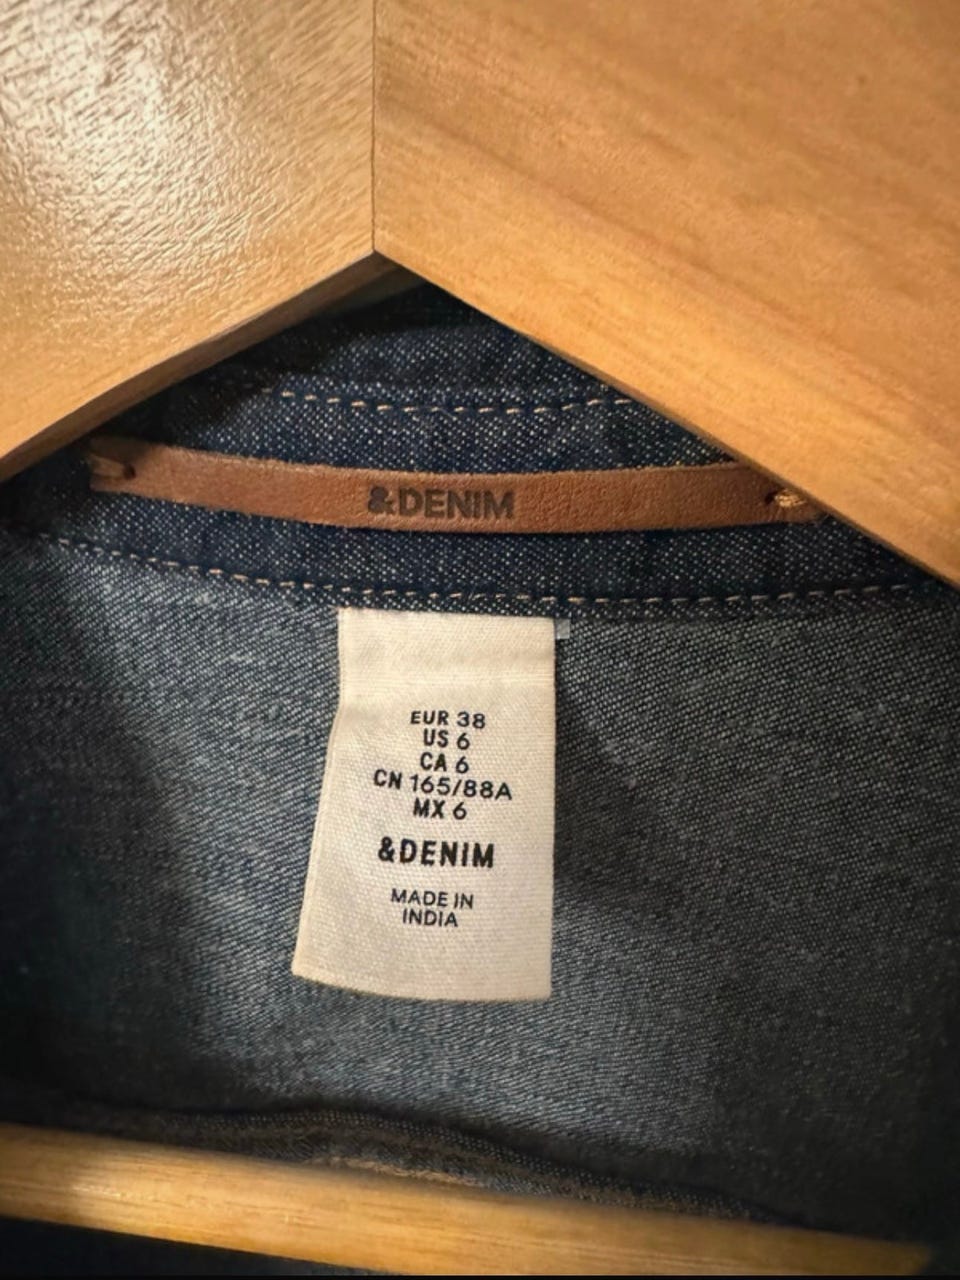 &DENIM
EUR 38
US 6
CA 6
CN 165/88A
MX 6
&DENIM
MADE IN
INDIA